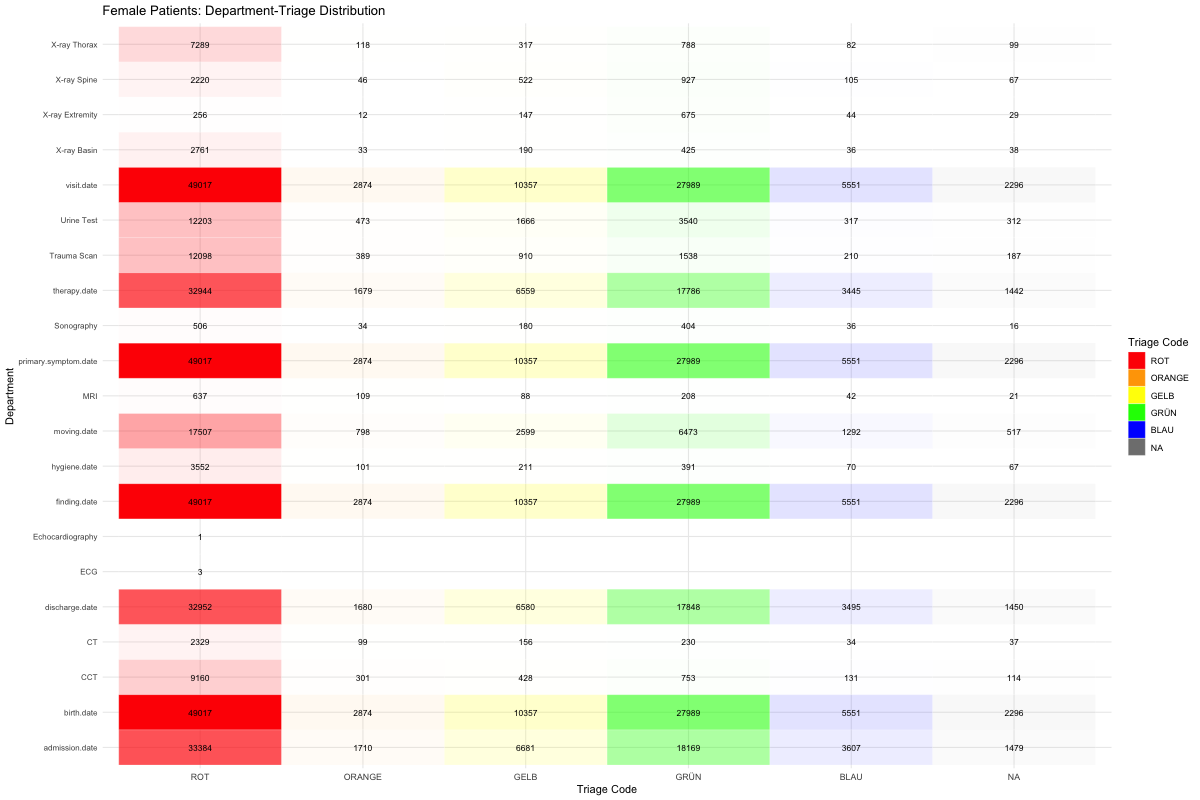 Female Patients: Department-Triage Distribution
X-ray Thorax 7289 118 317 788 82 99
X-ray Spine 2220 46 522 927 105 67
X-ray Extremity 256 12 147 675 44 29
X-ray Basin 2761 33 190 425 36 38
visit.date 49017 2874 10357 27989 5551 2296
Urine Test 12203 473 1666 3540 317 312
Trauma Scan 12098 389 910 1538 210 187
therapy.date 32944 1679 6559 17786 3445 1442
Sonography 506 34 180 404 36 16
primary.symptom.date 49017 2874 10357 27989 5551 2296
MRI 637 109 88 208 42 21
moving.date 17507 798 2599 6473 1292 517
hygiene.date 3552 101 211 391 70 67
finding.date 49017 2874 10357 27989 5551 2296
Echocardiography 1
ECG 3
discharge.date 32952 1680 6580 17848 3495 1450
CT 2329 99 156 230 34 37
CCT 9160 301 428 753 131 114
birth.date 49017 2874 10357 27989 5551 2296
admission.date 33384 1710 6681 18169 3607 1479
ROT ORANGE GELB GRÜN BLAU NA
Triage Code
Department
Triage Code
ROT
ORANGE
GELB
GRÜN
BLAU
NA